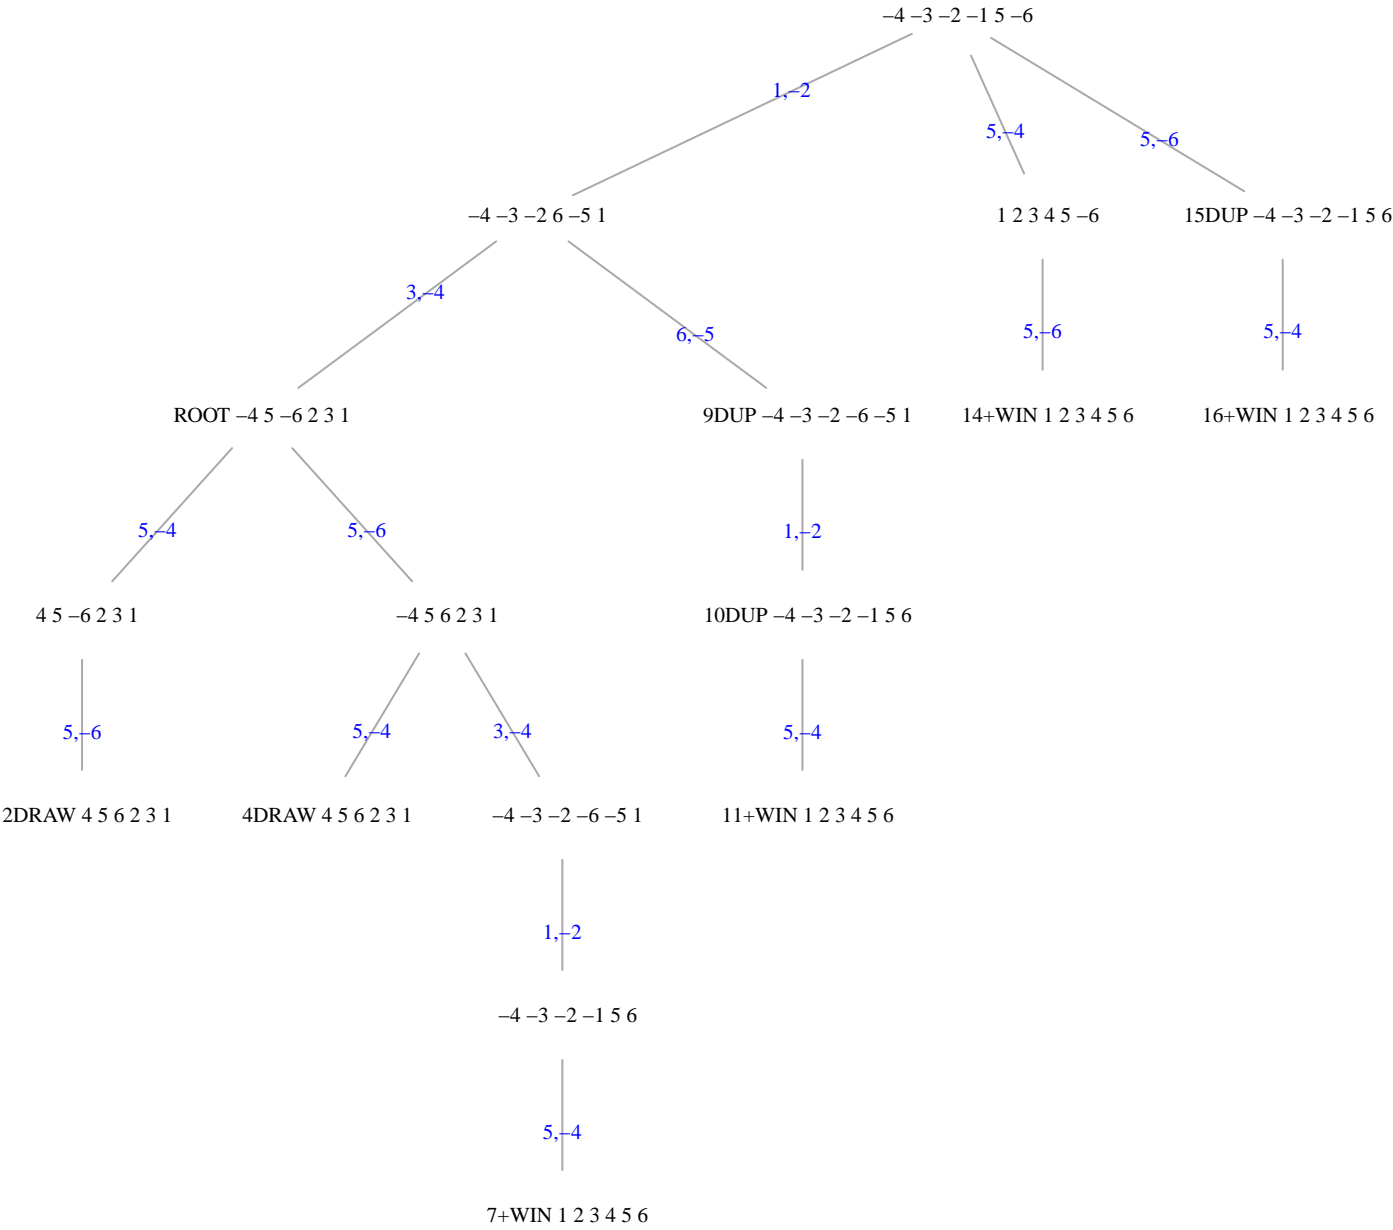 –4 –3 –2 –1 5 –6
1,–2
5,–4
5,–6
–4 –3 –2 6 –5 1
1 2 3 4 5 –6
15DUP –4 –3 –2 –1 5 6
3,–4
6,–5
5,–6
5,–4
ROOT –4 5 –6 2 3 1
9DUP –4 –3 –2 –6 –5 1
14+WIN 1 2 3 4 5 6
16+WIN 1 2 3 4 5 6
5,–4
5,–6
1,–2
4 5 –6 2 3 1
–4 5 6 2 3 1
10DUP –4 –3 –2 –1 5 6
5,–6
5,–4
3,–4
5,–4
2DRAW 4 5 6 2 3 1
4DRAW 4 5 6 2 3 1
–4 –3 –2 –6 –5 1
11+WIN 1 2 3 4 5 6
1,–2
–4 –3 –2 –1 5 6
5,–4
7+WIN 1 2 3 4 5 6